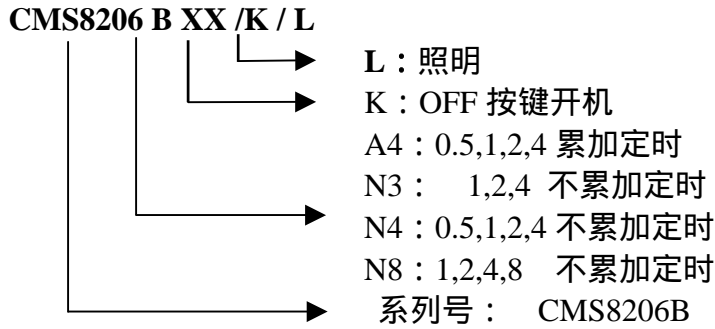 CMS8206 B XX /K / L
L：照明
K：OFF 按键开机
A4：0.5,1,2,4 累加定时
N3： 1,2,4 不累加定时
N4：0.5,1,2,4 不累加定时
N8：1,2,4,8 不累加定时
系列号： CMS8206B